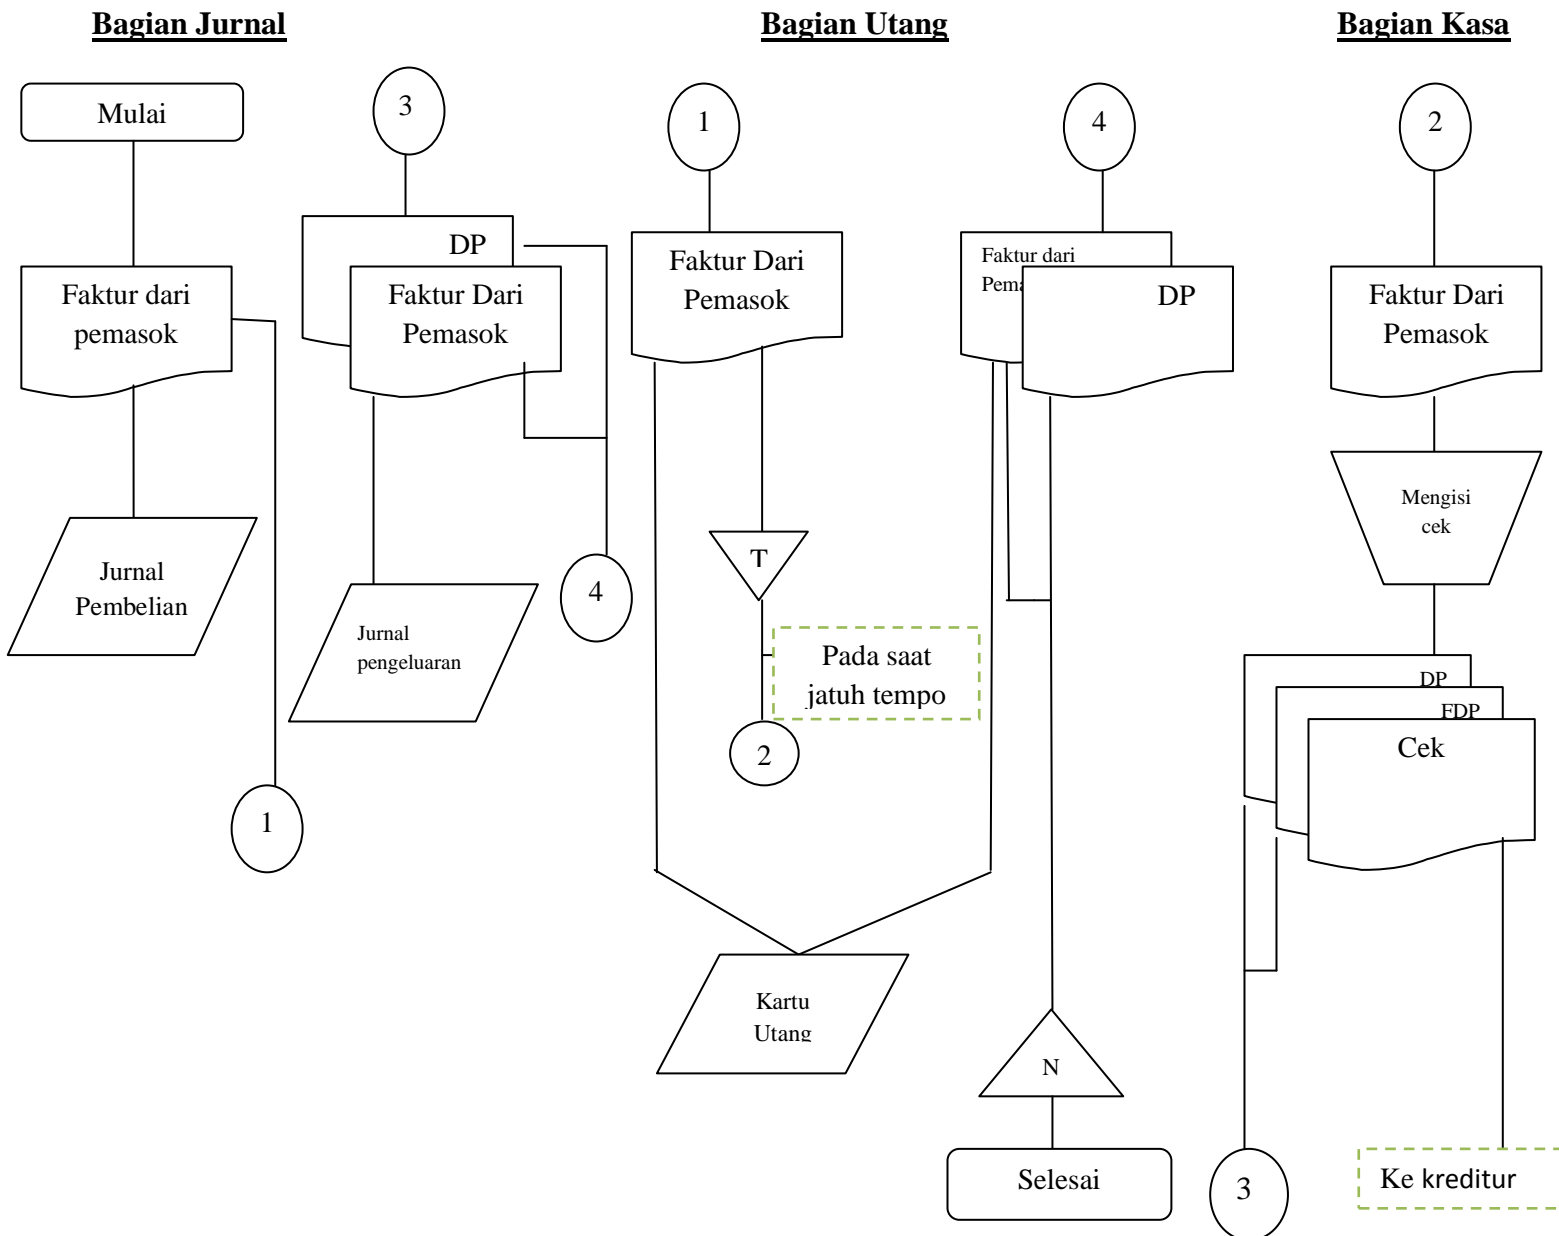 Bagian Jurnal
Bagian Utang
Bagian Kasa
Mulai
Faktur dari
pemasok
Jurnal
Pembelian
1
3
DP
Faktur Dari
Pemasok
Jurnal
pengeluaran
4
1
Faktur Dari
Pemasok
T
Pada saat
jatuh tempo
2
Kartu
Utang
4
Faktur dari
Pema
DP
N
Selesai
2
Faktur Dari
Pemasok
Mengisi
cek
DP
FDP
Cek
3
Ke kreditur